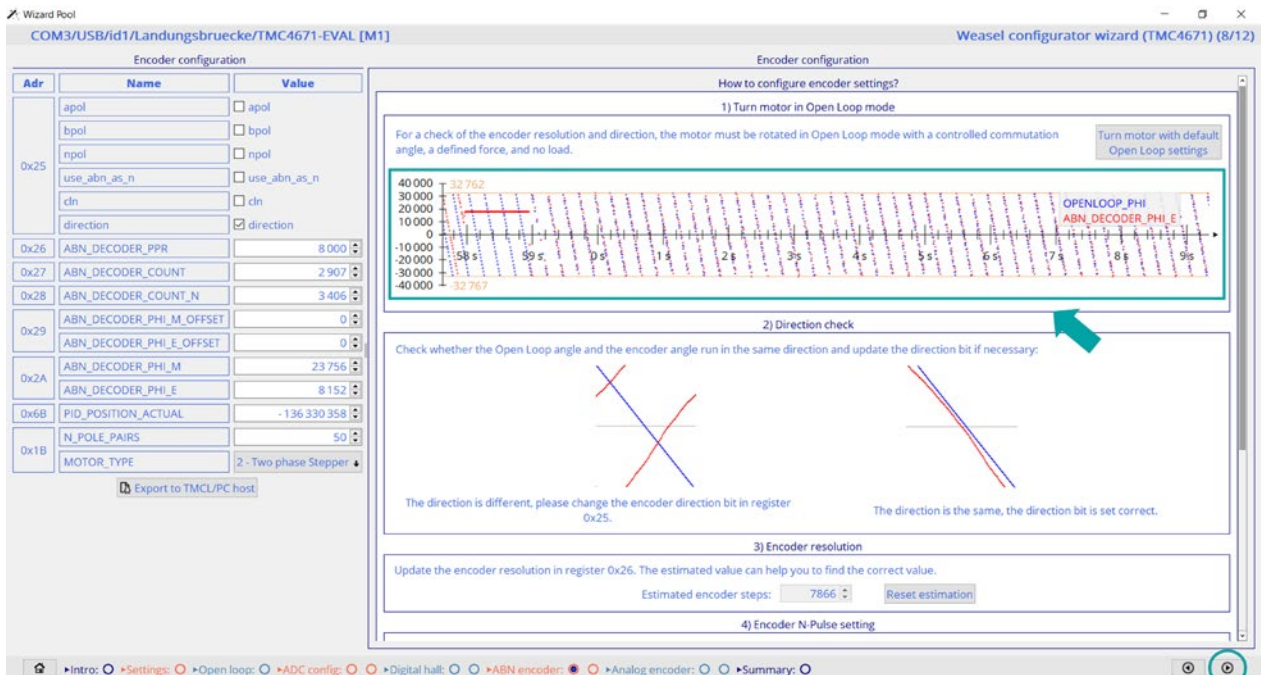 Wizard Pool
COM3/USB/id1/Landungsbruecke/TMC4671-EVAL [M1]
Weasel configurator wizard (TMC4671) (8/12)
Encoder configuration
Adr Name Value
0x25
apol apol
bpol bpol
npol npol
use_abn_as_n use_abn_as_n
cln cln
direction direction
0x26 ABN_DECODER_PPR 8 000
0x27 ABN_DECODER_COUNT 2 907
0x28 ABN_DECODER_COUNT_N 3 406
0x29
ABN_DECODER_PHI_M_OFFSET 0
ABN_DECODER_PHI_E_OFFSET 0
0x2A
ABN_DECODER_PHI_M 23 756
ABN_DECODER_PHI_E 8 152
0x6B PID_POSITION_ACTUAL - 136 330 358
0x1B
N_POLE_PAIRS 50
MOTOR_TYPE 2 - Two phase Stepper
Export to TMCL/PC host
Encoder configuration
How to configure encoder settings?
1) Turn motor in Open Loop mode
For a check of the encoder resolution and direction, the motor must be rotated in Open Loop mode with a controlled commutation
angle, a defined force, and no load.
Turn motor with default
Open Loop settings
40 000
30 000
20 000
10 000
0
-10 000
-20 000
-30 000
-40 000
32 762
-32 767
58 s 59 s 0 s 1 s 2 s 3 s 4 s 5 s 6 s 7 s 8 s 9 s
OPENLOOP_PHI
ABN_DECODER_PHI_E
2) Direction check
Check whether the Open Loop angle and the encoder angle run in the same direction and update the direction bit if necessary:
The direction is different, please change the encoder direction bit in register
0x25.
The direction is the same, the direction bit is set correct.
3) Encoder resolution
Update the encoder resolution in register 0x26. The estimated value can help you to find the correct value.
Estimated encoder steps: 7866 Reset estimation
4) Encoder N-Pulse setting
Intro: Settings: Open loop: ADC config: Digital hall: ABN encoder: Analog encoder: Summary: